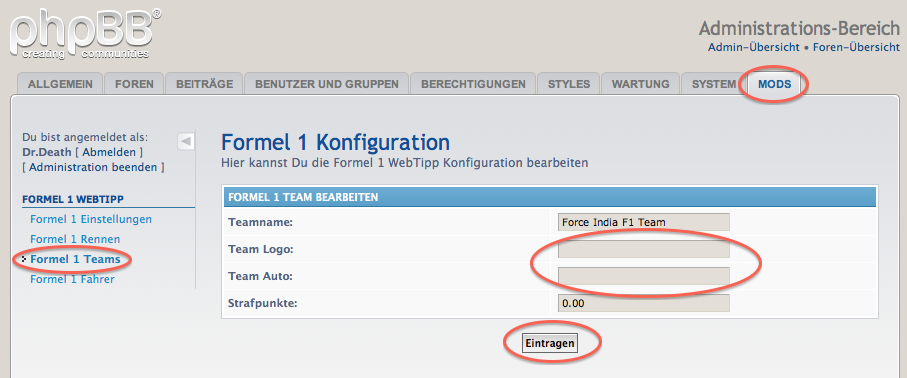 phpBB®
creating communities
Administrations-Bereich
Admin-Übersicht • Foren-Übersicht
ALLGEMEIN FOREN BEITRÄGE BENUTZER UND GRUPPEN BERECHTIGUNGEN STYLES WARTUNG SYSTEM MODS
Du bist angemeldet als:
Dr.Death [ Abmelden ]
[ Administration beenden ]
FORMEL 1 WEBTIPP
Formel 1 Einstellungen
Formel 1 Rennen
Formel 1 Teams
Formel 1 Fahrer
Formel 1 Konfiguration
Hier kannst Du die Formel 1 WebTipp Konfiguration bearbeiten
FORMEL 1 TEAM BEARBEITEN
Teamname: Force India F1 Team
Team Logo:
Team Auto:
Strafpunkte: 0.00
Eintragen